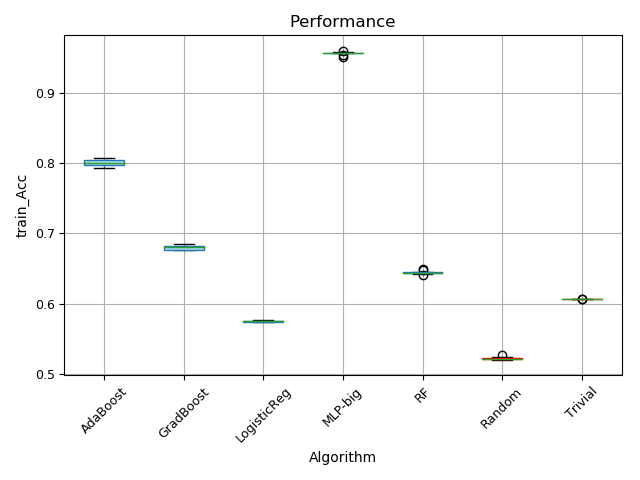 Performance
train_Acc
0.9
0.8
0.7
0.6
0.5
AdaBoost
GradBoost
LogisticReg
MLP-big
RF
Random
Trivial
Algorithm